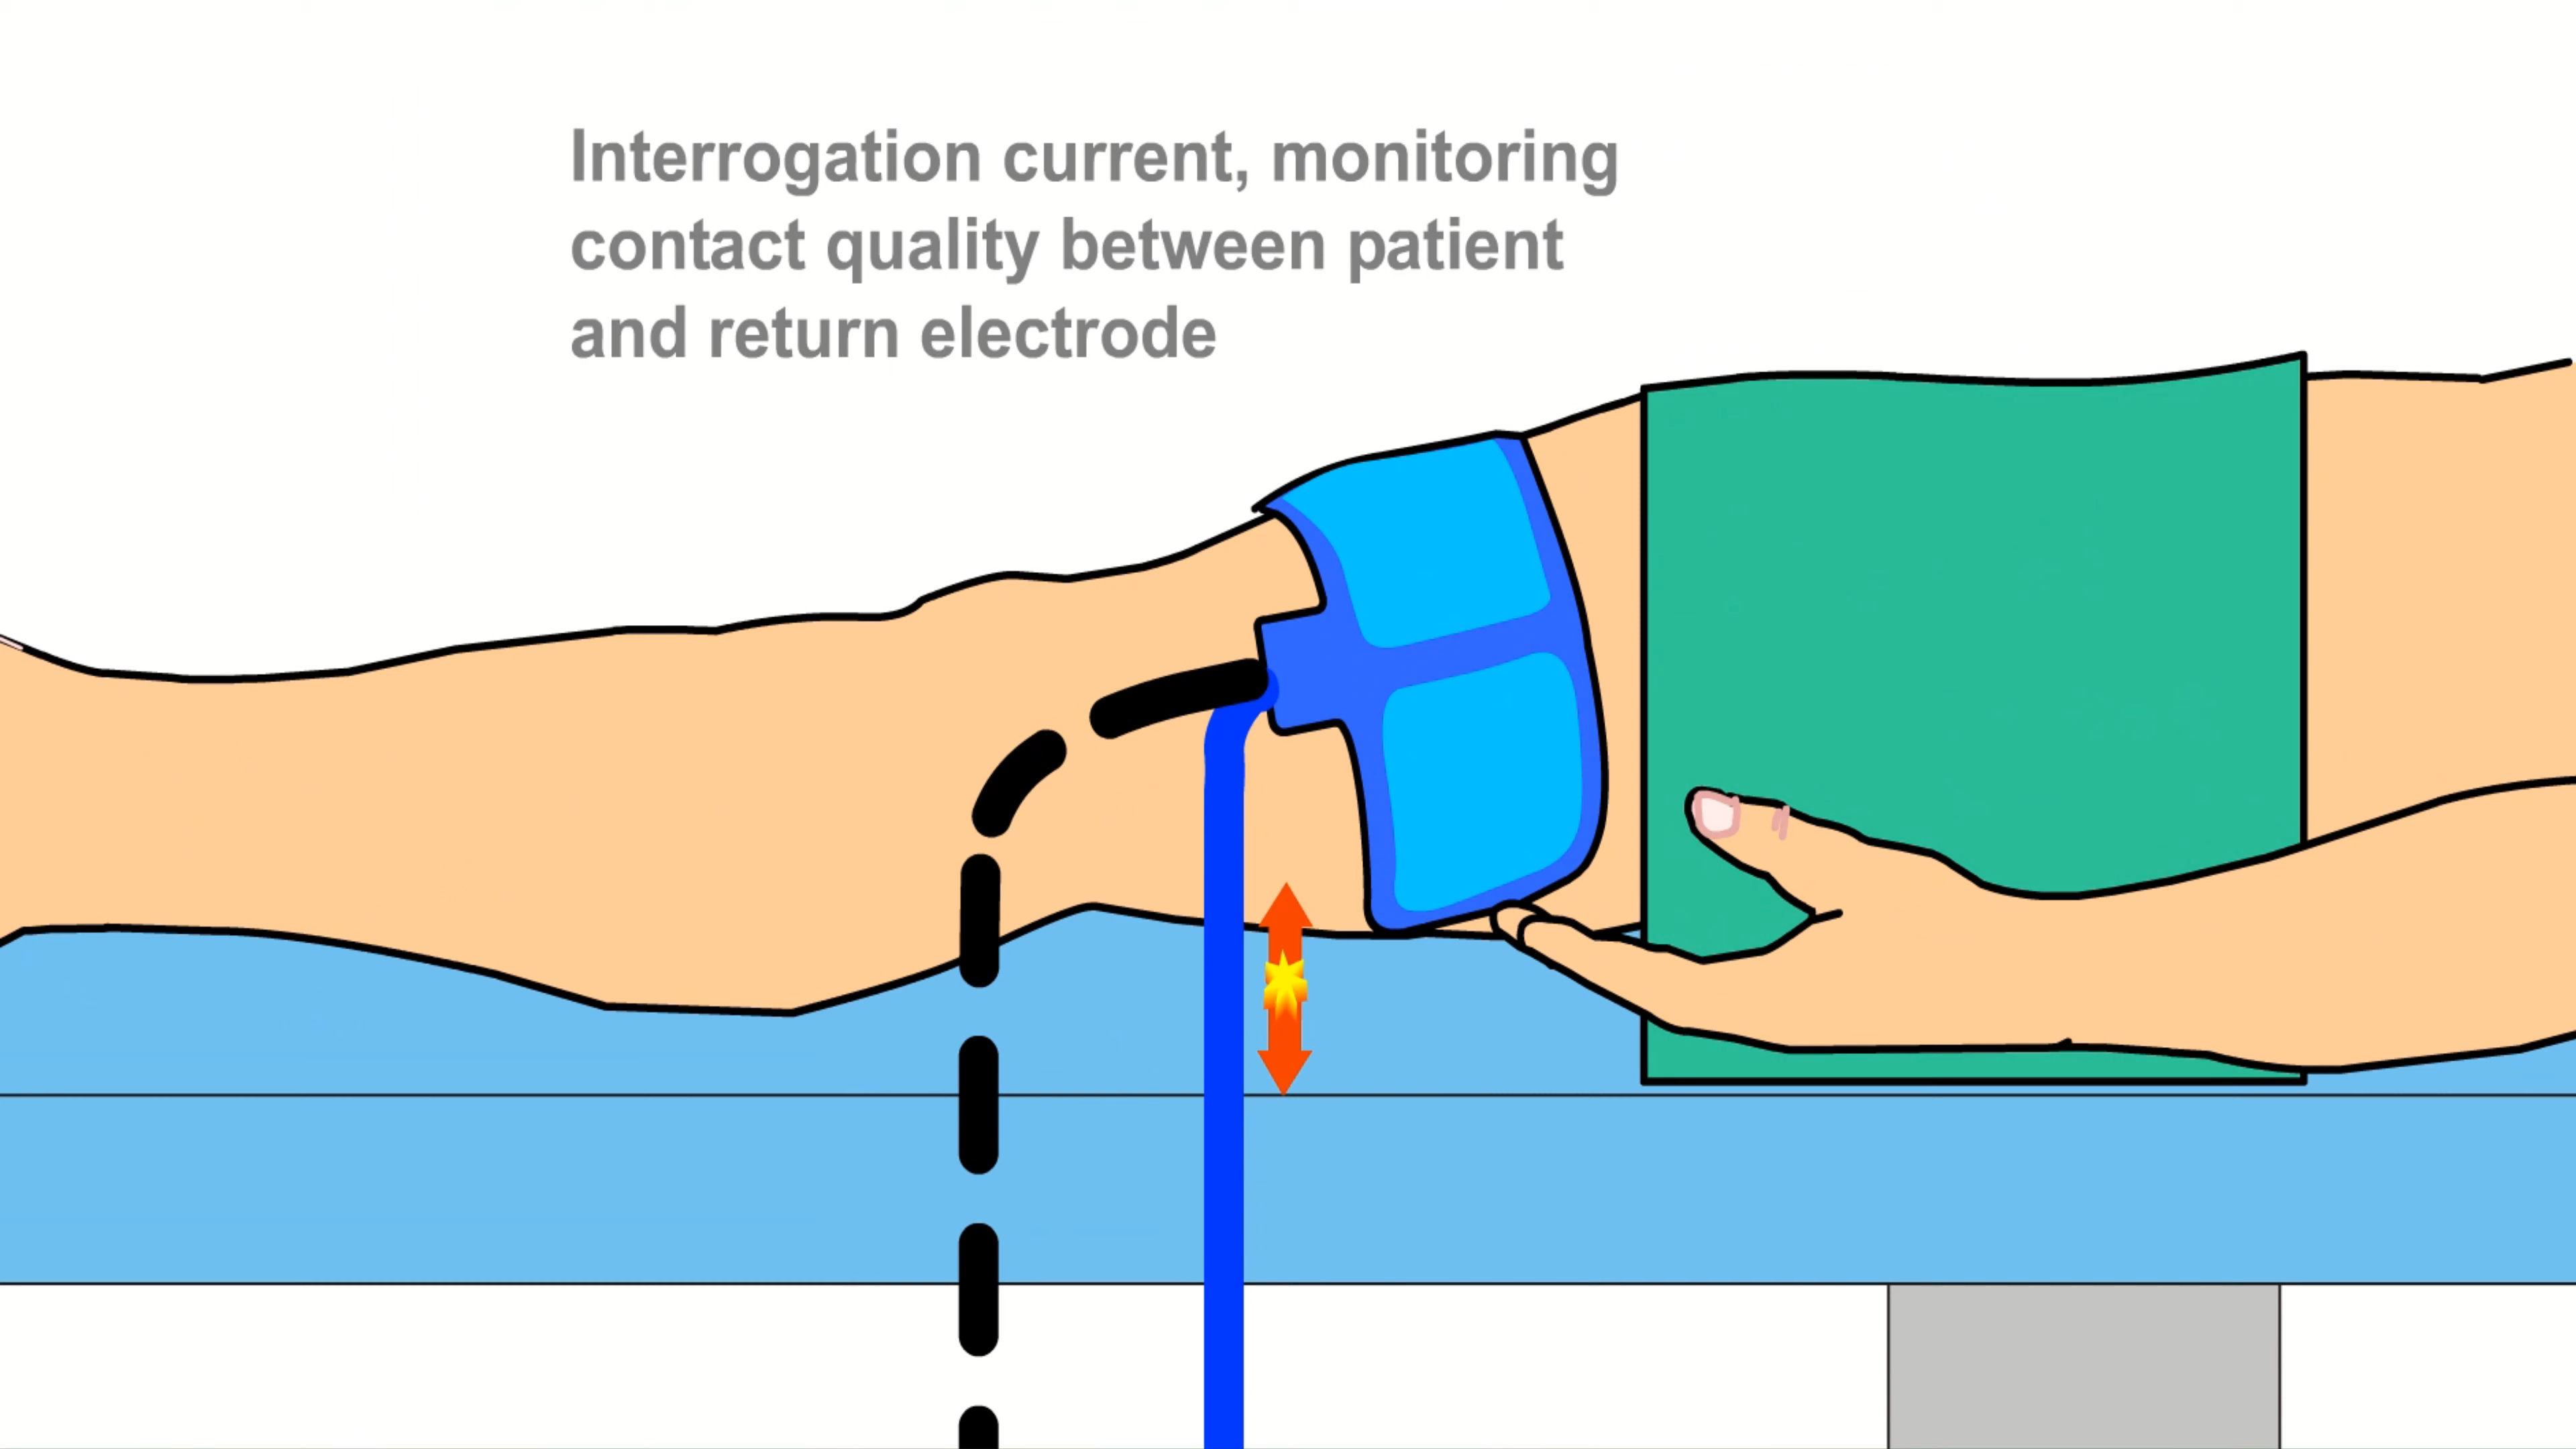 Interrogation current, monitoring
contact quality between patient
and return electrode